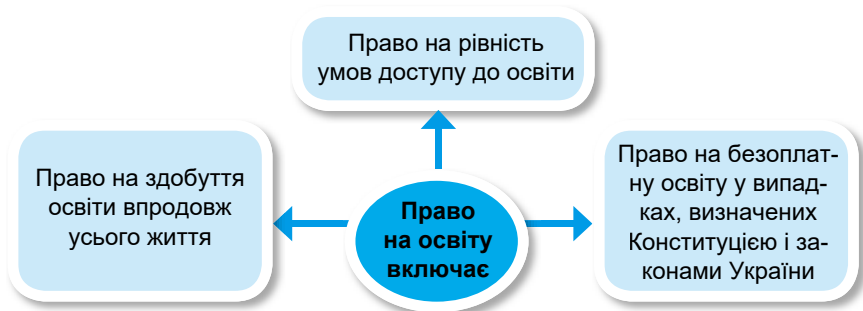 Право на рівність
умов доступу до освіти
Право на здобуття
освіти впродовж
усього життя
Право
на освіту
включає
Право на безоплат-
ну освіту у випад-
ках, визначених
Конституцією і за-
конами України